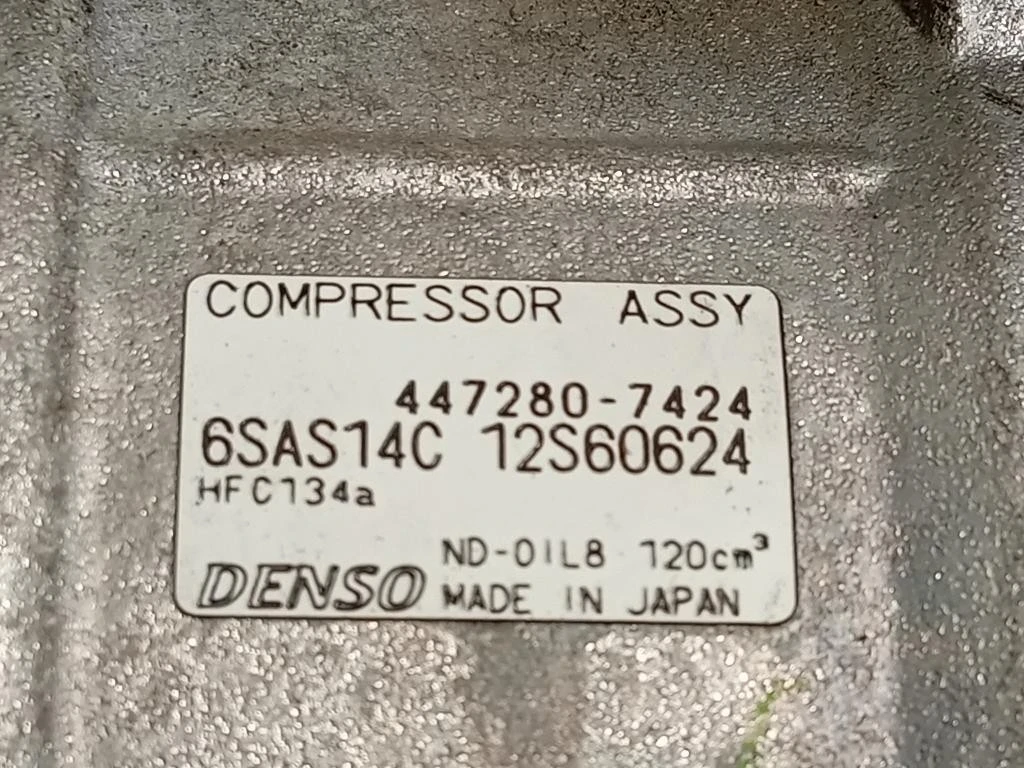 COMPRESSOR ASSY
447280-7424
6SAS14C 12S60624
HFC134a
ND-OIL8 120cm³
DENSO MADE IN JAPAN